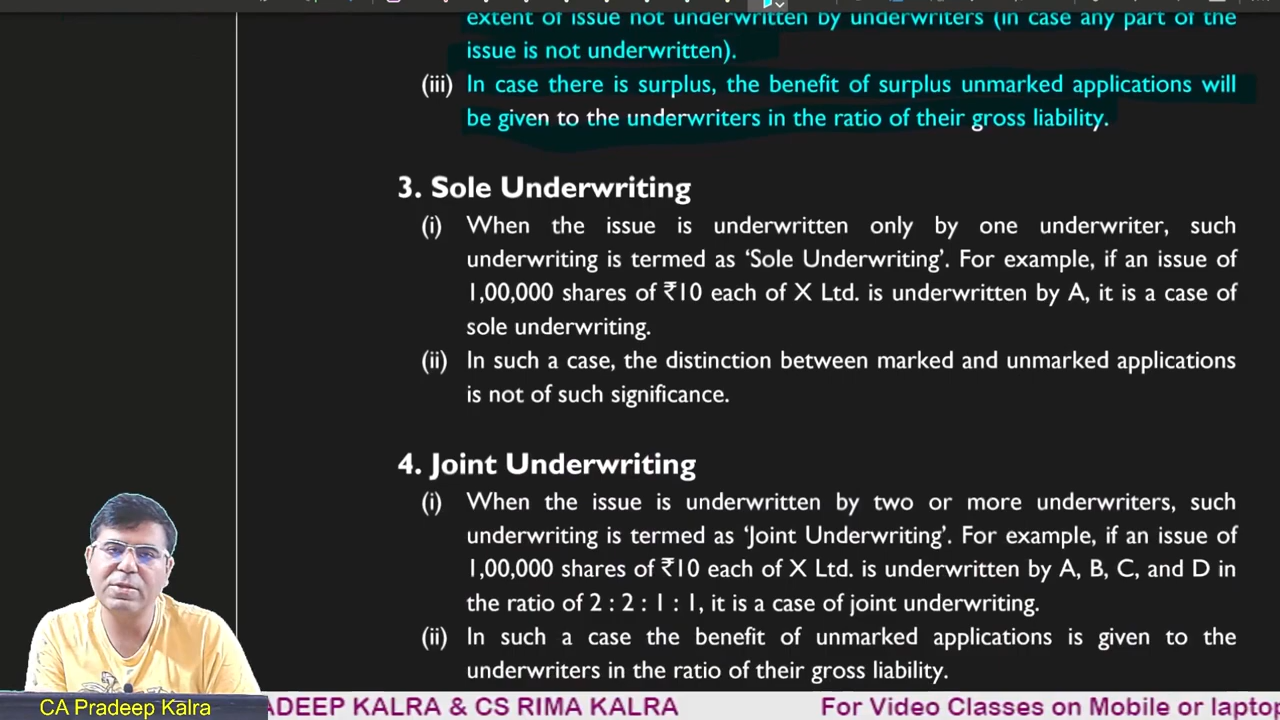 extent of issue not underwritten by underwriters (in case any part of the
issue is not underwritten).
(iii) In case there is surplus, the benefit of surplus unmarked applications will
be given to the underwriters in the ratio of their gross liability.
3. Sole Underwriting
(i) When the issue is underwritten only by one underwriter, such
underwriting is termed as ‘Sole Underwriting’. For example, if an issue of
1,00,000 shares of ₹10 each of X Ltd. is underwritten by A, it is a case of
sole underwriting.
(ii) In such a case, the distinction between marked and unmarked applications
is not of such significance.
4. Joint Underwriting
(i) When the issue is underwritten by two or more underwriters, such
underwriting is termed as ‘Joint Underwriting’. For example, if an issue of
1,00,000 shares of ₹10 each of X Ltd. is underwritten by A, B, C, and D in
the ratio of 2 : 2 : 1 : 1, it is a case of joint underwriting.
(ii) In such a case the benefit of unmarked applications is given to the
underwriters in the ratio of their gross liability.
CA Pradeep Kalra
ADEEP KALRA & CS RIMA KALRA For Video Classes on Mobile or laptop